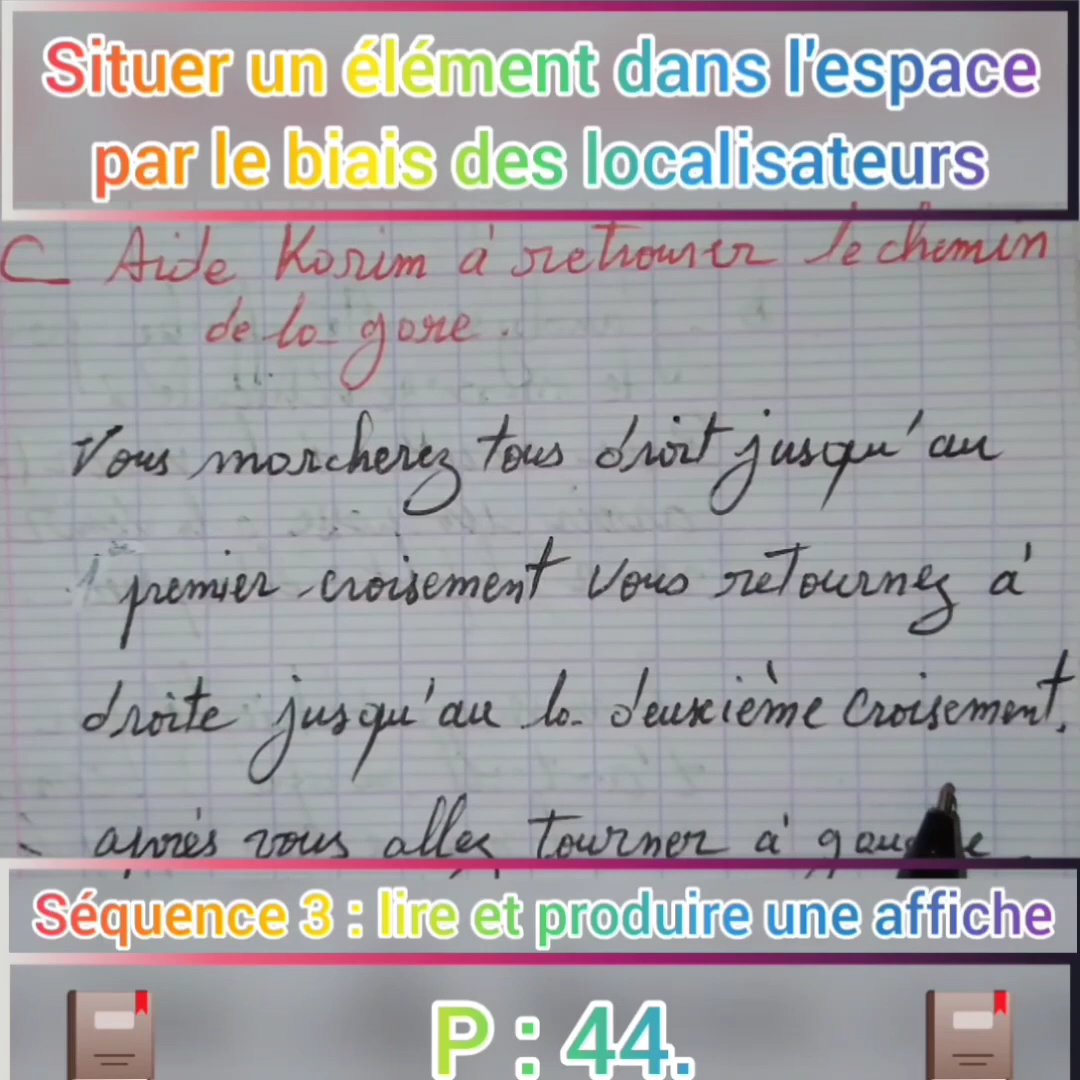 Situer un élément dans l'espace
par le biais des localisateurs
C Aide Karim à retrouver le chemin
de la gare.
Vous marcherez tous droit jusqu'au
premier croisement vous retournez à
droite jusqu'au la deuxième croisement.
après vous allez tourner à gauche
Séquence 3 : lire et produire une affiche
P : 44.